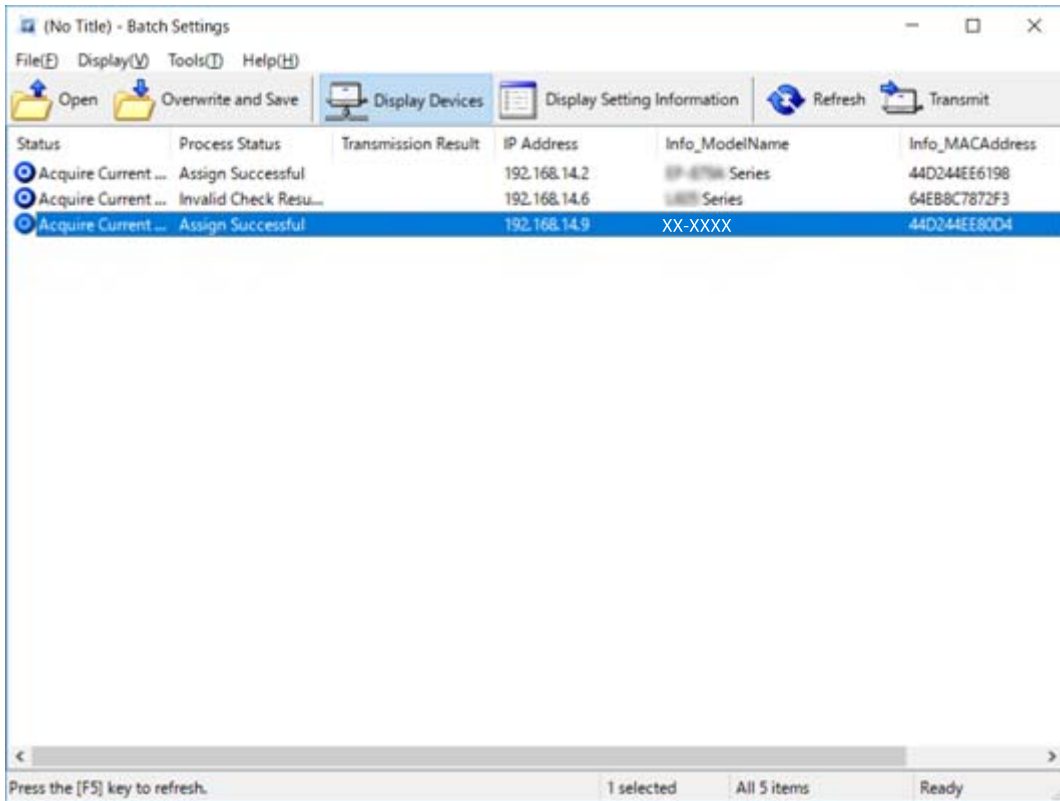 (No Title) - Batch Settings
File(F) Display(V) Tools(T) Help(H)
Open Overwrite and Save Display Devices Display Setting Information Refresh Transmit
Status Process Status Transmission Result IP Address Info_ModelName Info_MACAddress
Acquire Current ... Assign Successful 192.168.14.2 Series 44D244EE6198
Acquire Current ... Invalid Check Resu... 192.168.14.6 Series 64EB8C7872F3
Acquire Current ... Assign Successful 192.168.14.9 XX-XXXX 44D244EE80D4
Press the [F5] key to refresh. 1 selected All 5 items Ready